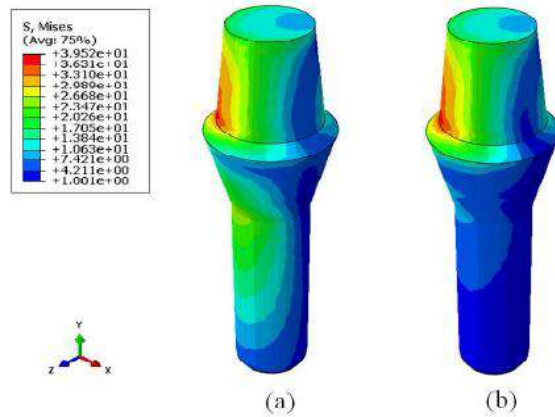 S, Mises
(Avg: 75%)
+3.952e+01
+3.631e+01
+3.310e+01
+2.989e+01
+2.668e+01
+2.347e+01
+2.026e+01
+1.705e+01
+1.384e+01
+1.063e+01
+7.421e+00
+4.211e+00
+1.001e+00
Y
Z
X
(a)
(b)